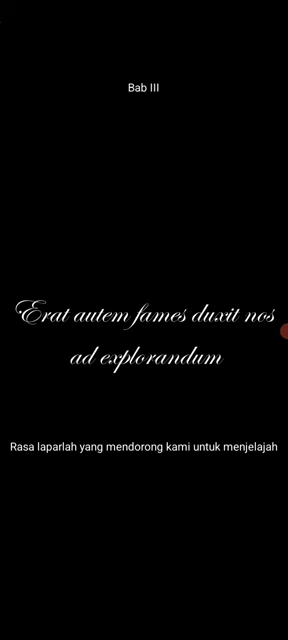 Bab III
Erat autem fames duxit nos
ad explorandum
Rasa laparlah yang mendorong kami untuk menjelajah